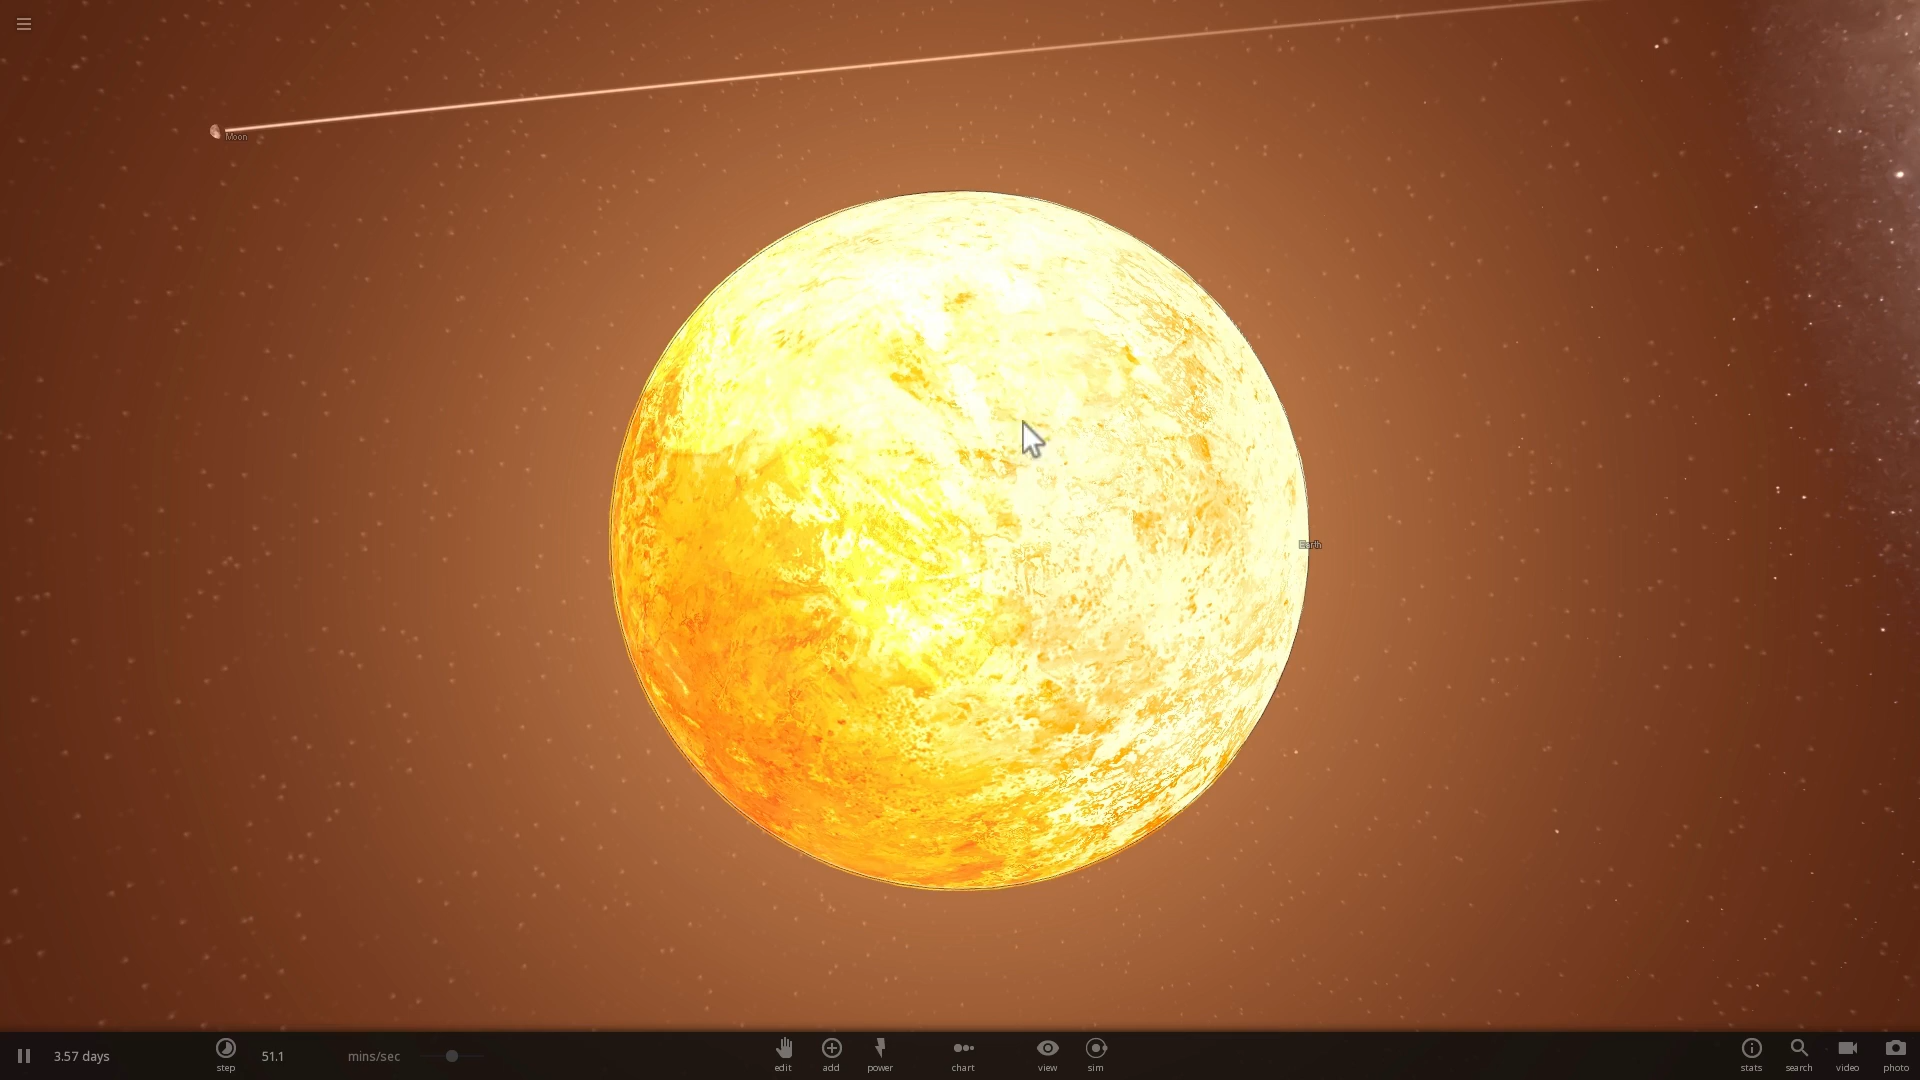 Moon
Earth
3.57 days
step
51.1
mins/sec
edit
add
power
chart
view
sim
stats
search
video
photo